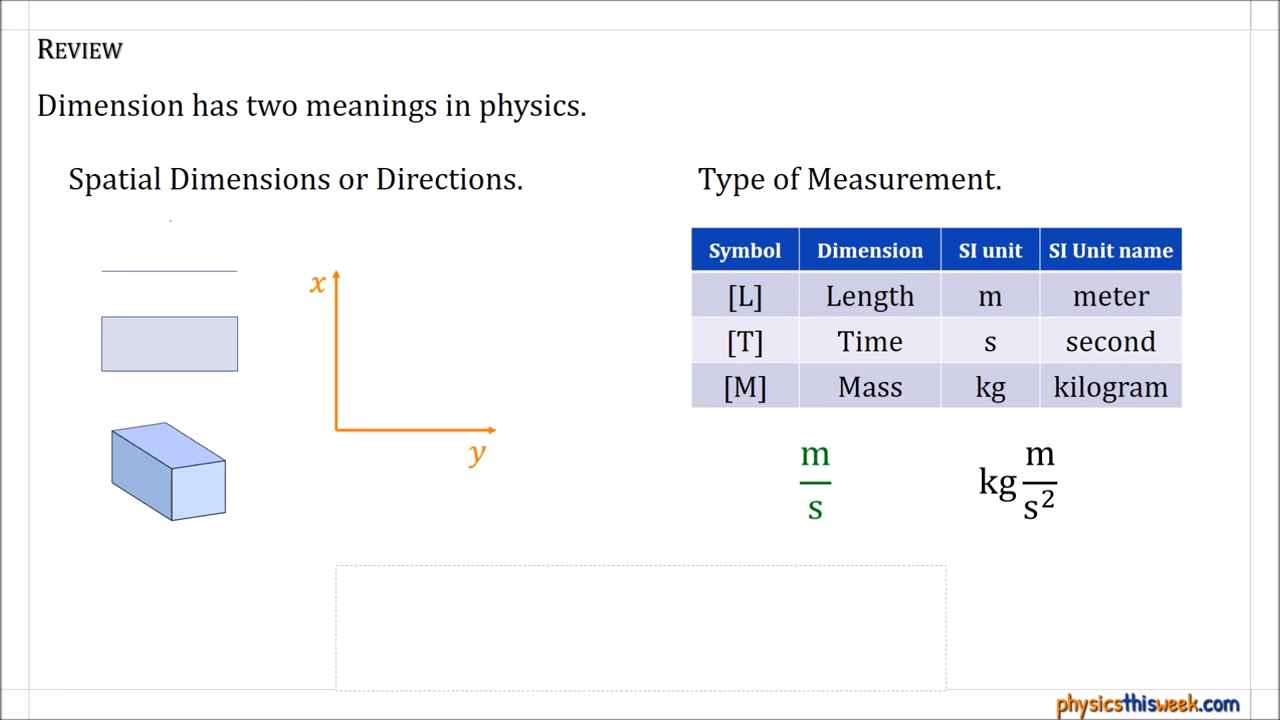 REVIEW
Dimension has two meanings in physics.
Spatial Dimensions or Directions.
x
y
Type of Measurement.
Symbol Dimension SI unit SI Unit name
[L] Length m meter
[T] Time s second
[M] Mass kg kilogram
m/s
kg m/s²
physicsthisweek.com